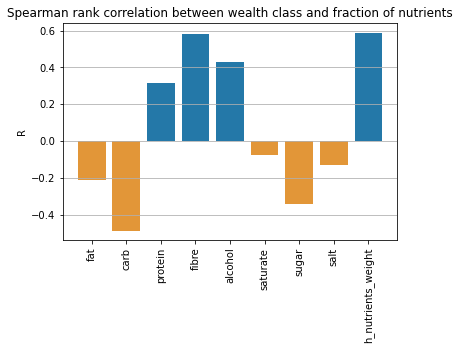 Spearman rank correlation between wealth class and fraction of nutrients
0.6
0.4
0.2
0.0
−0.2
−0.4
R
fat
carb
protein
fibre
alcohol
saturate
sugar
salt
h_nutrients_weight